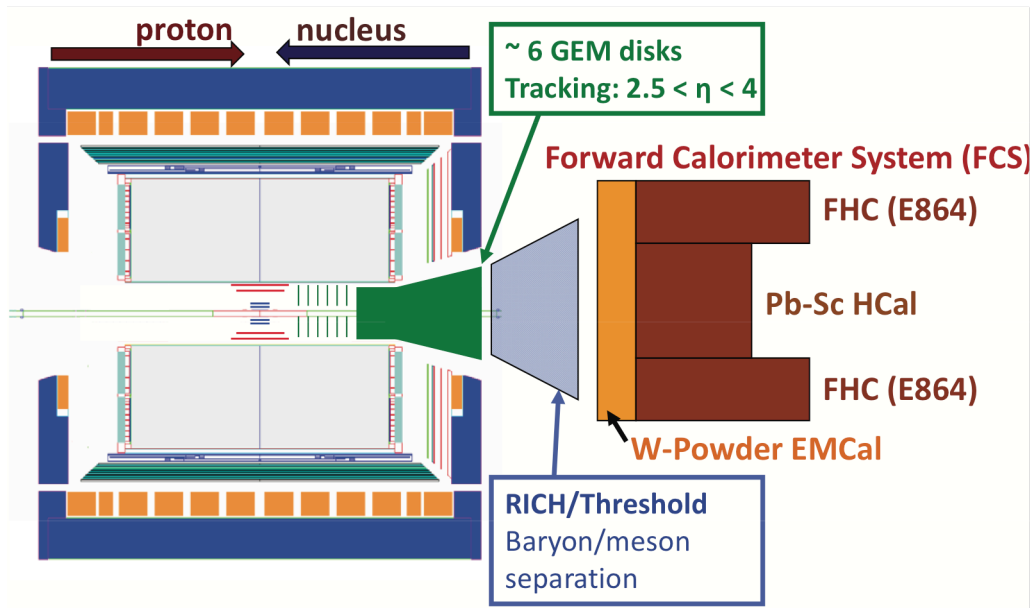 proton
nucleus
~ 6 GEM disks
Tracking: 2.5 < η < 4
Forward Calorimeter System (FCS)
FHC (E864)
Pb-Sc HCal
FHC (E864)
W-Powder EMCal
RICH/Threshold
Baryon/meson
separation